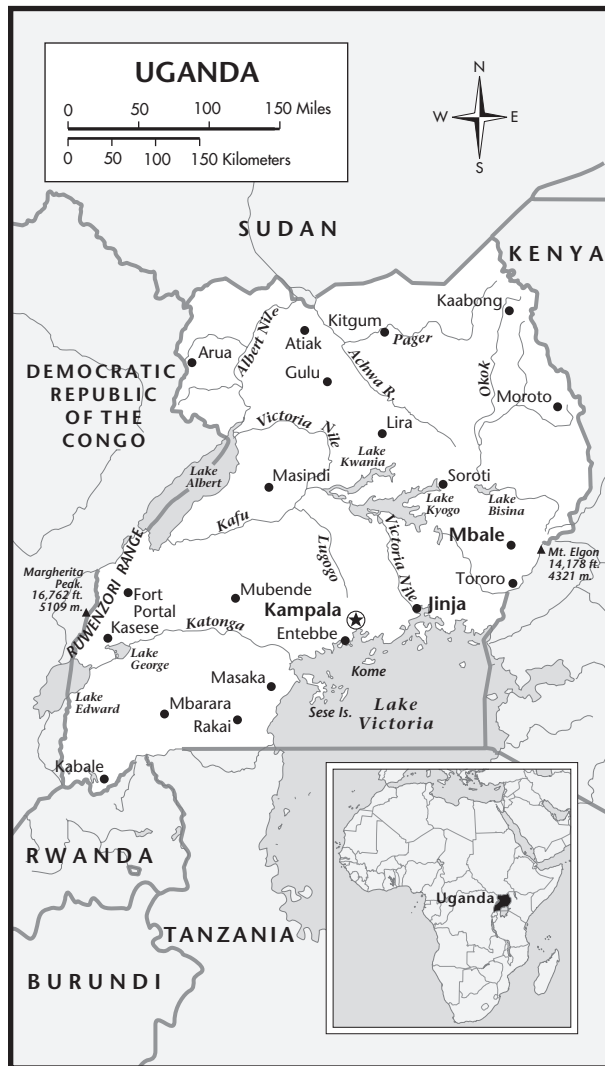 UGANDA
0 50 100 150 Miles
0 50 100 150 Kilometers
N
W E
S
SUDAN
KENYA
Kaabong
Kitgum
Pager
Atiak
Albert Nile
Achwa R.
Okok
Arua
DEMOCRATIC
REPUBLIC
OF THE
CONGO
Gulu
Moroto
Victoria Nile
Lira
Lake
Kwania
Lake
Albert
Masindi
Soroti
Lake
Kyogo
Lake
Bisina
Kafu
Lugogo
Victoria Nile
Mbale
Mt. Elgon
14,178 ft.
4321 m.
Margherita
Peak.
16,762 ft.
5109 m.
RUWENZORI RANGE
Fort
Portal
Mubende
Tororo
Kampala
Jinja
Kasese
Katonga
Entebbe
Lake
George
Kome
Masaka
Lake
Edward
Mbarara
Rakai
Sese Is.
Lake
Victoria
Kabale
RWANDA
TANZANIA
BURUNDI
Uganda